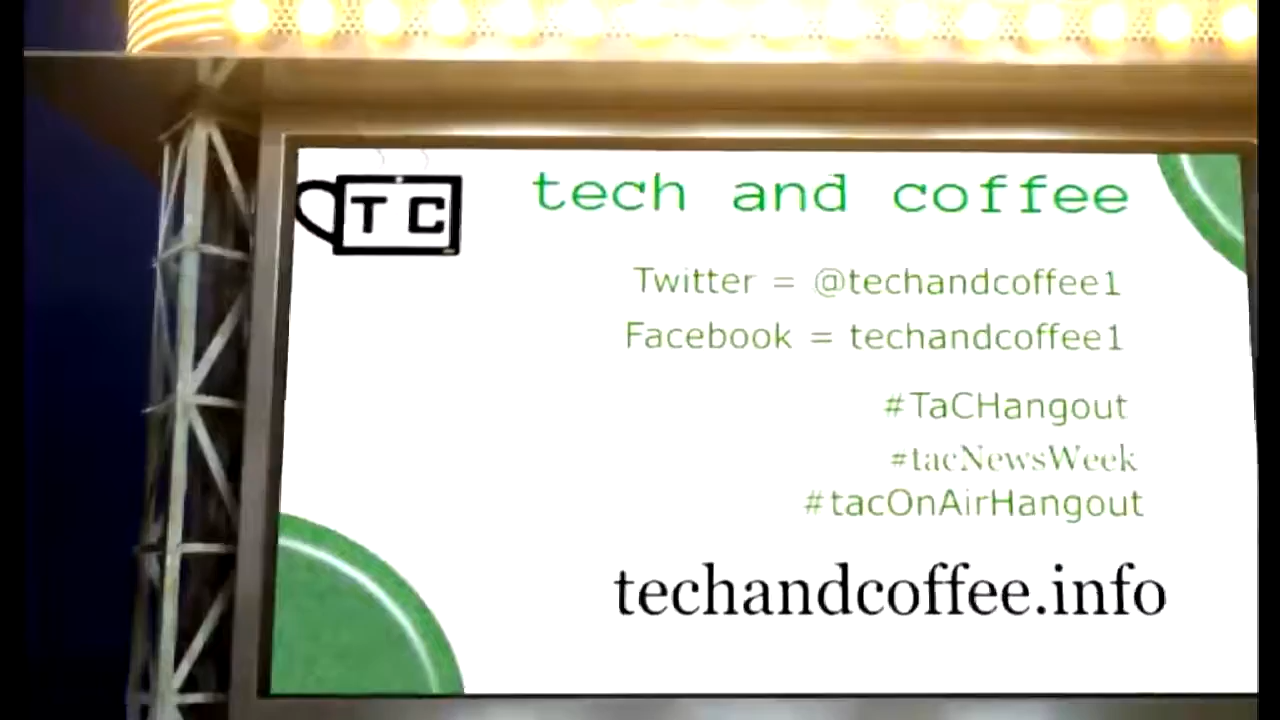 T C
tech and coffee
Twitter = @techandcoffee1
Facebook = techandcoffee1
#TaCHangout
#tacNewsWeek
#tacOnAirHangout
techandcoffee.info